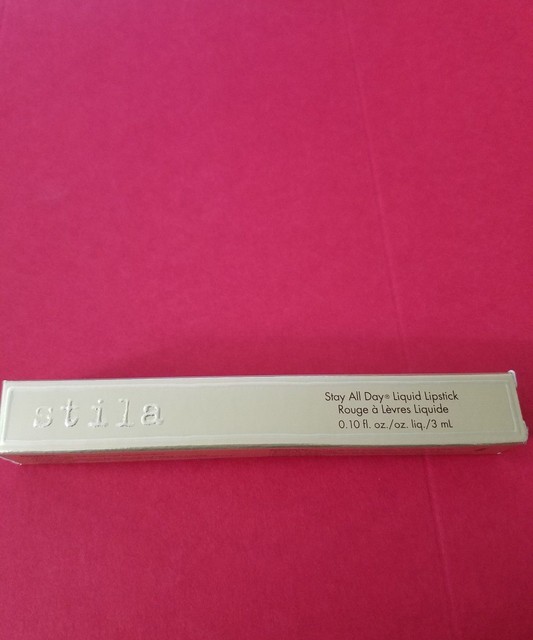 stila
Stay All Day® Liquid Lipstick
Rouge à Lèvres Liquide
0.10 fl. oz./oz. liq./3 mL